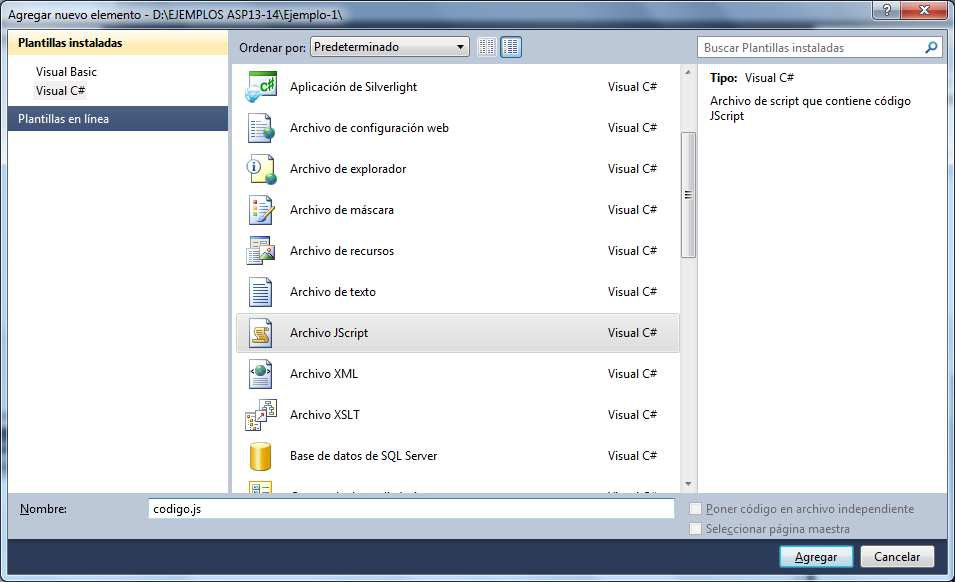 Agregar nuevo elemento - D:\EJEMPLOS ASP13-14\Ejemplo-1\
Plantillas instaladas
Visual Basic
Visual C#
Plantillas en línea
Ordenar por: Predeterminado
Buscar Plantillas instaladas
Aplicación de Silverlight Visual C#
Archivo de configuración web Visual C#
Archivo de explorador Visual C#
Archivo de máscara Visual C#
Archivo de recursos Visual C#
Archivo de texto Visual C#
Archivo JScript Visual C#
Archivo XML Visual C#
Archivo XSLT Visual C#
Base de datos de SQL Server Visual C#
Tipo: Visual C#
Archivo de script que contiene código
JScript
Nombre: codigo.js
Poner código en archivo independiente
Seleccionar página maestra
Agregar Cancelar